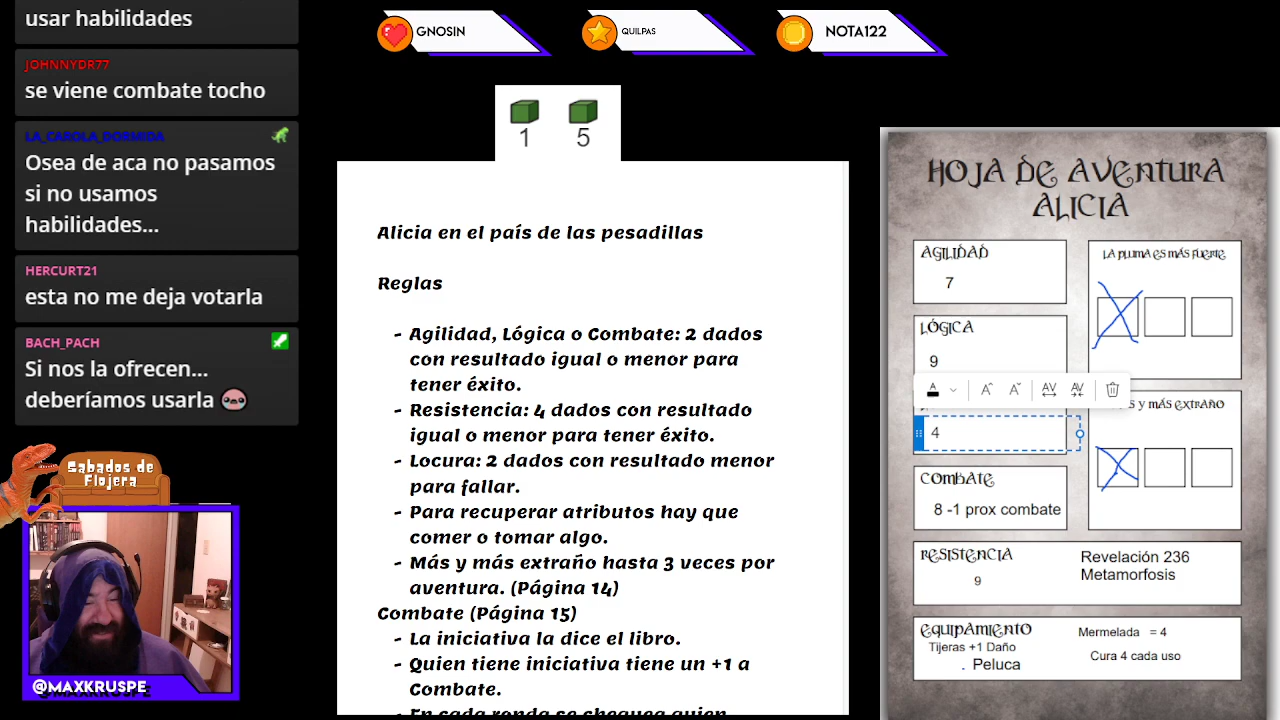 usar habilidades
JOHNNYDR77
se viene combate tocho
LA_CABOLA_DORMIDA
Osea de aca no pasamos
si no usamos
habilidades...
HERCURT21
esta no me deja votarla
BACH_PACH
Si nos la ofrecen...
deberíamos usarla
Sabados de
Flojera
@MAXKRUSPE
GNOSIN
QUILPAS
NOTA122
1 5
Alicia en el país de las pesadillas
Reglas
- Agilidad, Lógica o Combate: 2 dados
con resultado igual o menor para
tener éxito.
- Resistencia: 4 dados con resultado
igual o menor para tener éxito.
- Locura: 2 dados con resultado menor
para fallar.
- Para recuperar atributos hay que
comer o tomar algo.
- Más y más extraño hasta 3 veces por
aventura. (Página 14)
Combate (Página 15)
- La iniciativa la dice el libro.
- Quien tiene iniciativa tiene un +1 a
Combate.
- En cada ronda se chequea quien
HOJA DE AVENTURA
ALICIA
AGILIDAD
7
LA PLUMA ES MÁS FUERTE
LÓGICA
9
4
Y MÁS EXTRAÑO
COMBATE
8 -1 prox combate
RESISTENCIA
9
Revelación 236
Metamorfosis
EQUIPAMIENTO
Tijeras +1 Daño
. Peluca
Mermelada = 4
Cura 4 cada uso